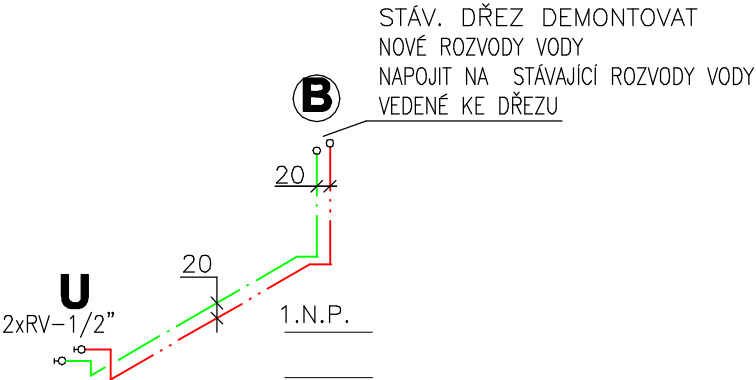 STÁV. DŘEZ DEMONTOVAT
NOVÉ ROZVODY VODY
NAPOJIT NA STÁVAJÍCÍ ROZVODY VODY
VEDENÉ KE DŘEZU
B
20
20
U
2xRV-1/2"
1.N.P.